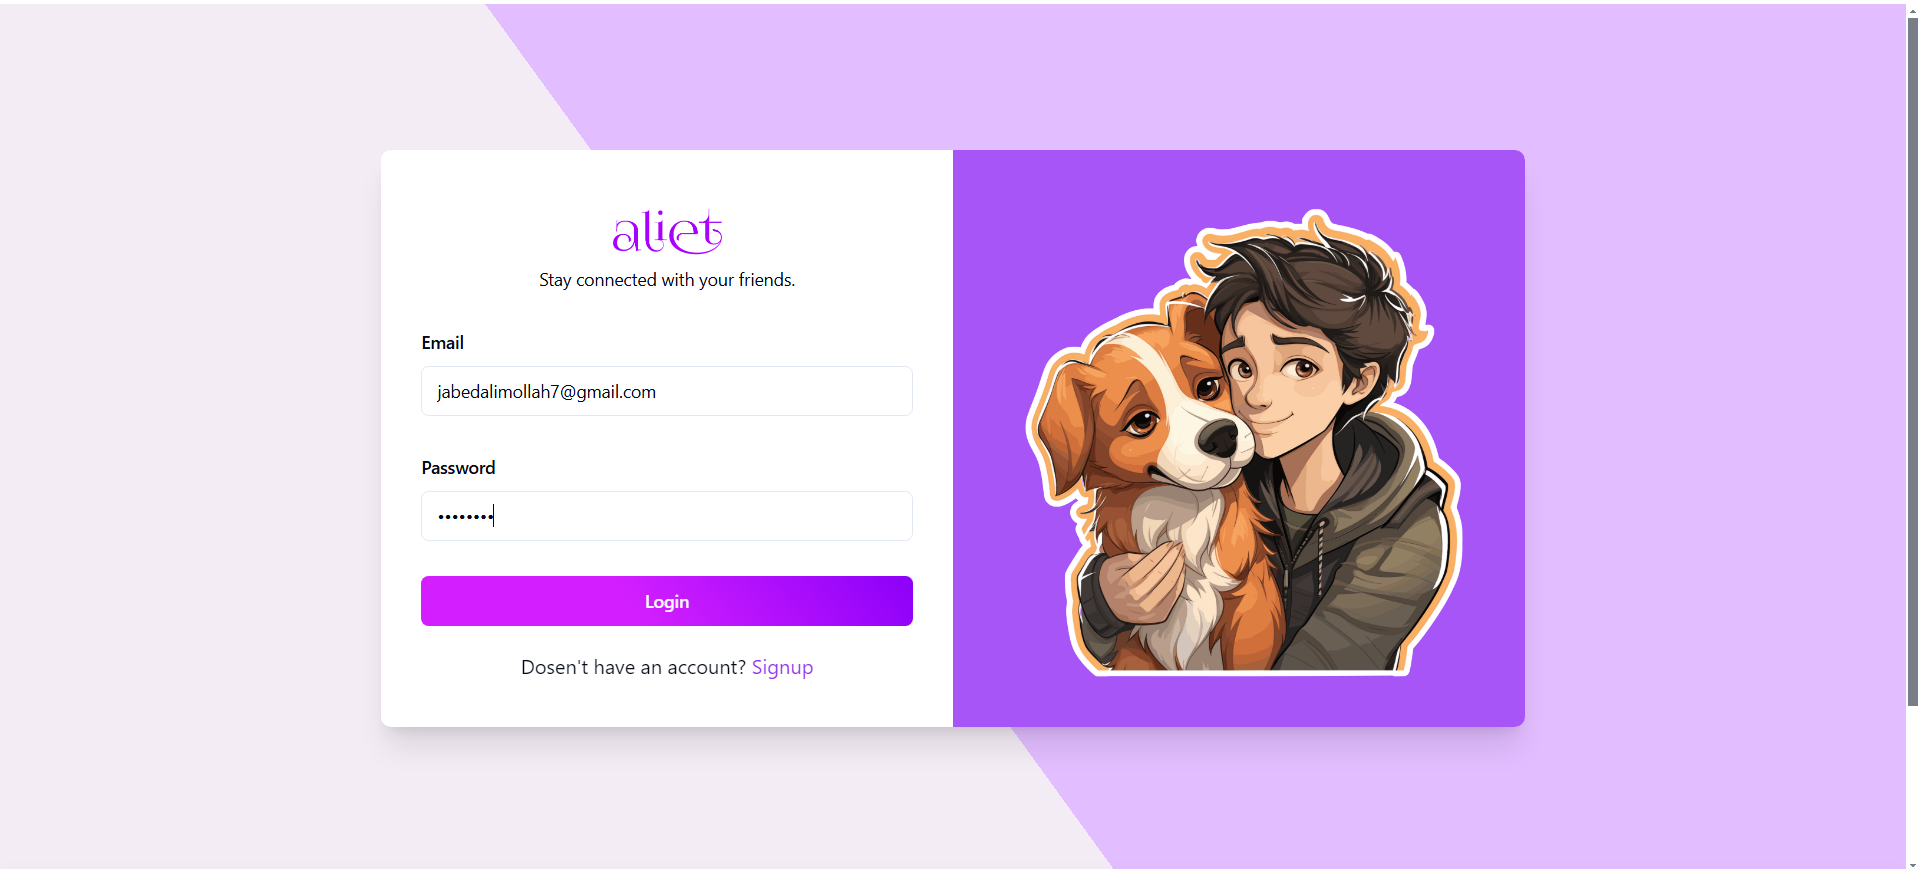 aliet
Stay connected with your friends.
Email
jabedalimollah7@gmail.com
Password
••••••••
Login
Dosen't have an account? Signup